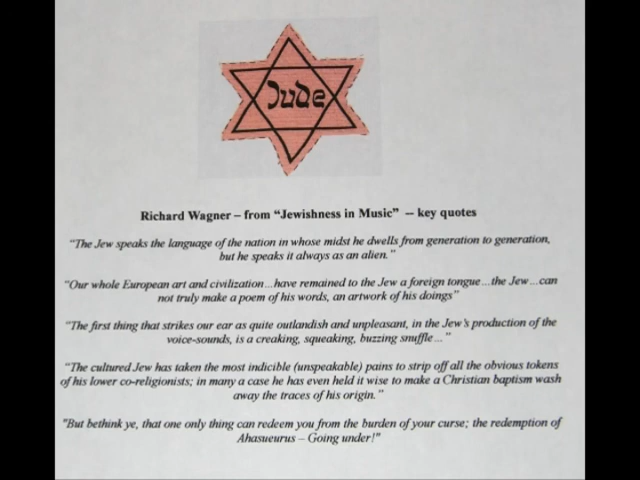 Jude
Richard Wagner – from "Jewishness in Music" -- key quotes
"The Jew speaks the language of the nation in whose midst he dwells from generation to generation,
but he speaks it always as an alien."
"Our whole European art and civilization…have remained to the Jew a foreign tongue…the Jew…can
not truly make a poem of his words, an artwork of his doings"
"The first thing that strikes our ear as quite outlandish and unpleasant, in the Jew's production of the
voice-sounds, is a creaking, squeaking, buzzing snuffle…"
"The cultured Jew has taken the most indicible (unspeakable) pains to strip off all the obvious tokens
of his lower co-religionists; in many a case he has even held it wise to make a Christian baptism wash
away the traces of his origin."
"But bethink ye, that one only thing can redeem you from the burden of your curse; the redemption of
Ahasueurus – Going under!"